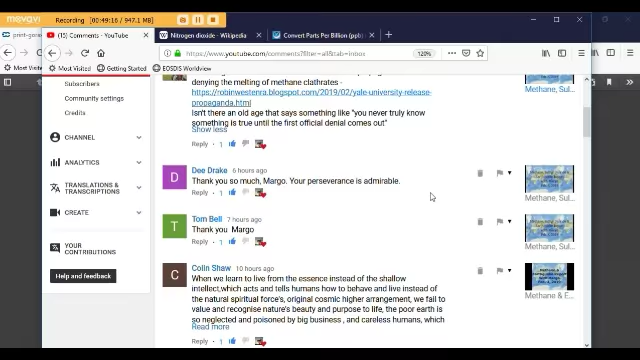 movavi
Recording
00:49:16 | 947.1 MB
print-gored
(15) Comments - YouTube
Nitrogen dioxide - Wikipedia
Convert Parts Per Billion (ppb)
https://www.youtube.com/comments?filter=all&tab=inbox
120%
Most Visited
Getting Started
EOSDIS Worldview
Most Vis
Most Visited
Subscribers
Community settings
Credits
CHANNEL
ANALYTICS
TRANSLATIONS &
TRANSCRIPTIONS
CREATE
YOUR
CONTRIBUTIONS
Help and feedback
denying the melting of methane clathrates -
https://robinwestenra.blogspot.com/2019/02/yale-university-release-
propaganda.html
Isn't there an old age that says something like "you never truly know
something is true until the first official denial comes out"
Show less
Reply · 1
Methane, Sul...
Dee Drake 6 hours ago
Thank you so much, Margo. Your perseverance is admirable.
Reply · 1
Methane, Sul...
D
Tom Bell 7 hours ago
Thank you Margo
Reply · 1
Methane, Sul...
T
Colin Shaw 10 hours ago
When we learn to live from the essence instead of the shallow
intellect,which acts and tells humans how to behave and live instead of
the natural spiritual force's, original cosmic higher arrangement, we fail to
value and recognise nature's beauty and purpose to life, the poor earth is
so neglected and poisoned by big business , and careless humans, which
Read more
Reply · 1
Methane & E...
C